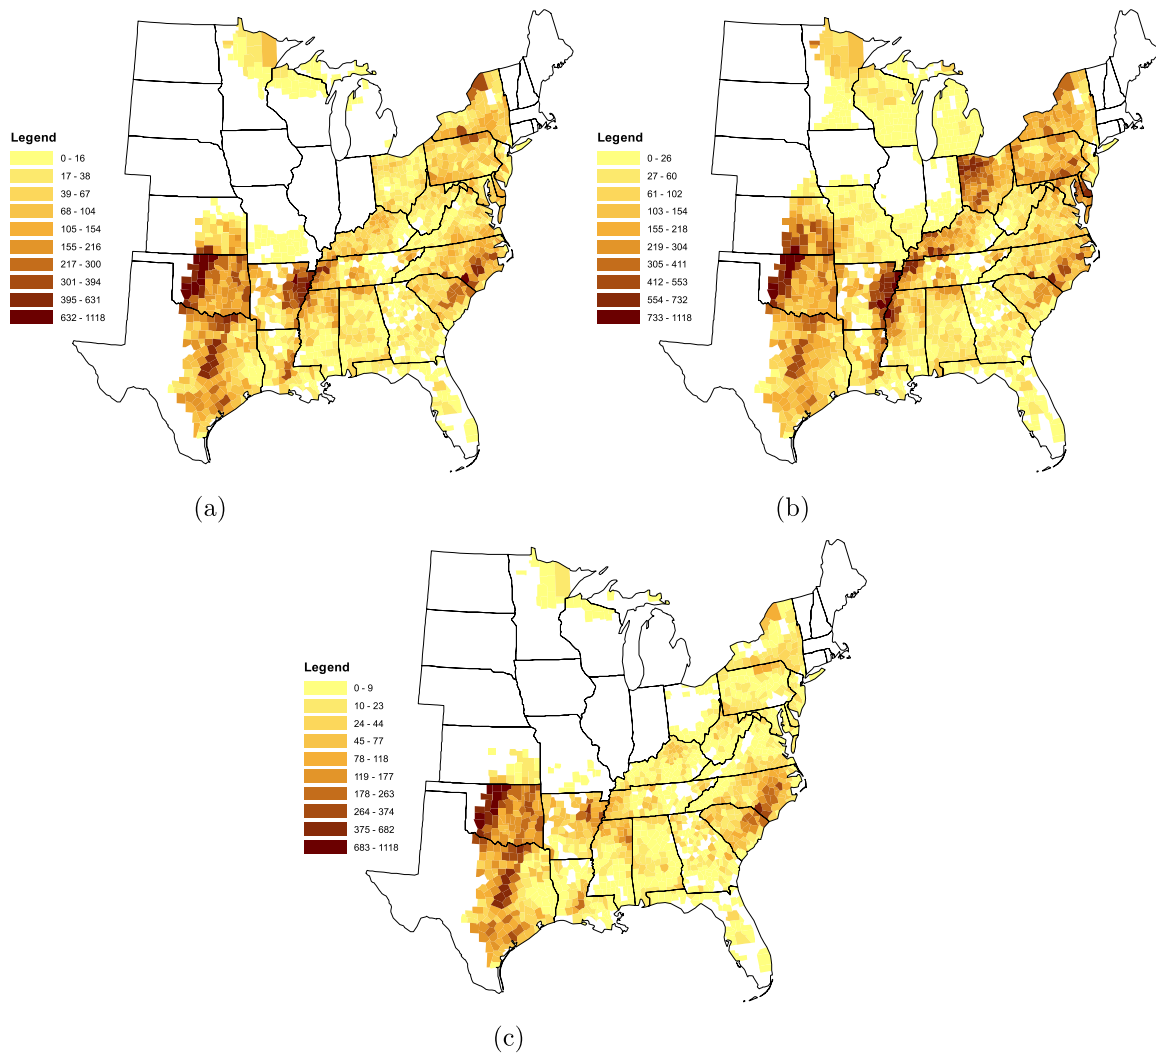 Legend
0 - 16
17 - 38
39 - 67
68 - 104
105 - 154
155 - 216
217 - 300
301 - 394
395 - 631
632 - 1118
(a)
Legend
0 - 26
27 - 60
61 - 102
103 - 154
155 - 218
219 - 304
305 - 411
412 - 553
554 - 732
733 - 1118
(b)
Legend
0 - 9
10 - 23
24 - 44
45 - 77
78 - 118
119 - 177
178 - 263
264 - 374
375 - 682
683 - 1118
(c)